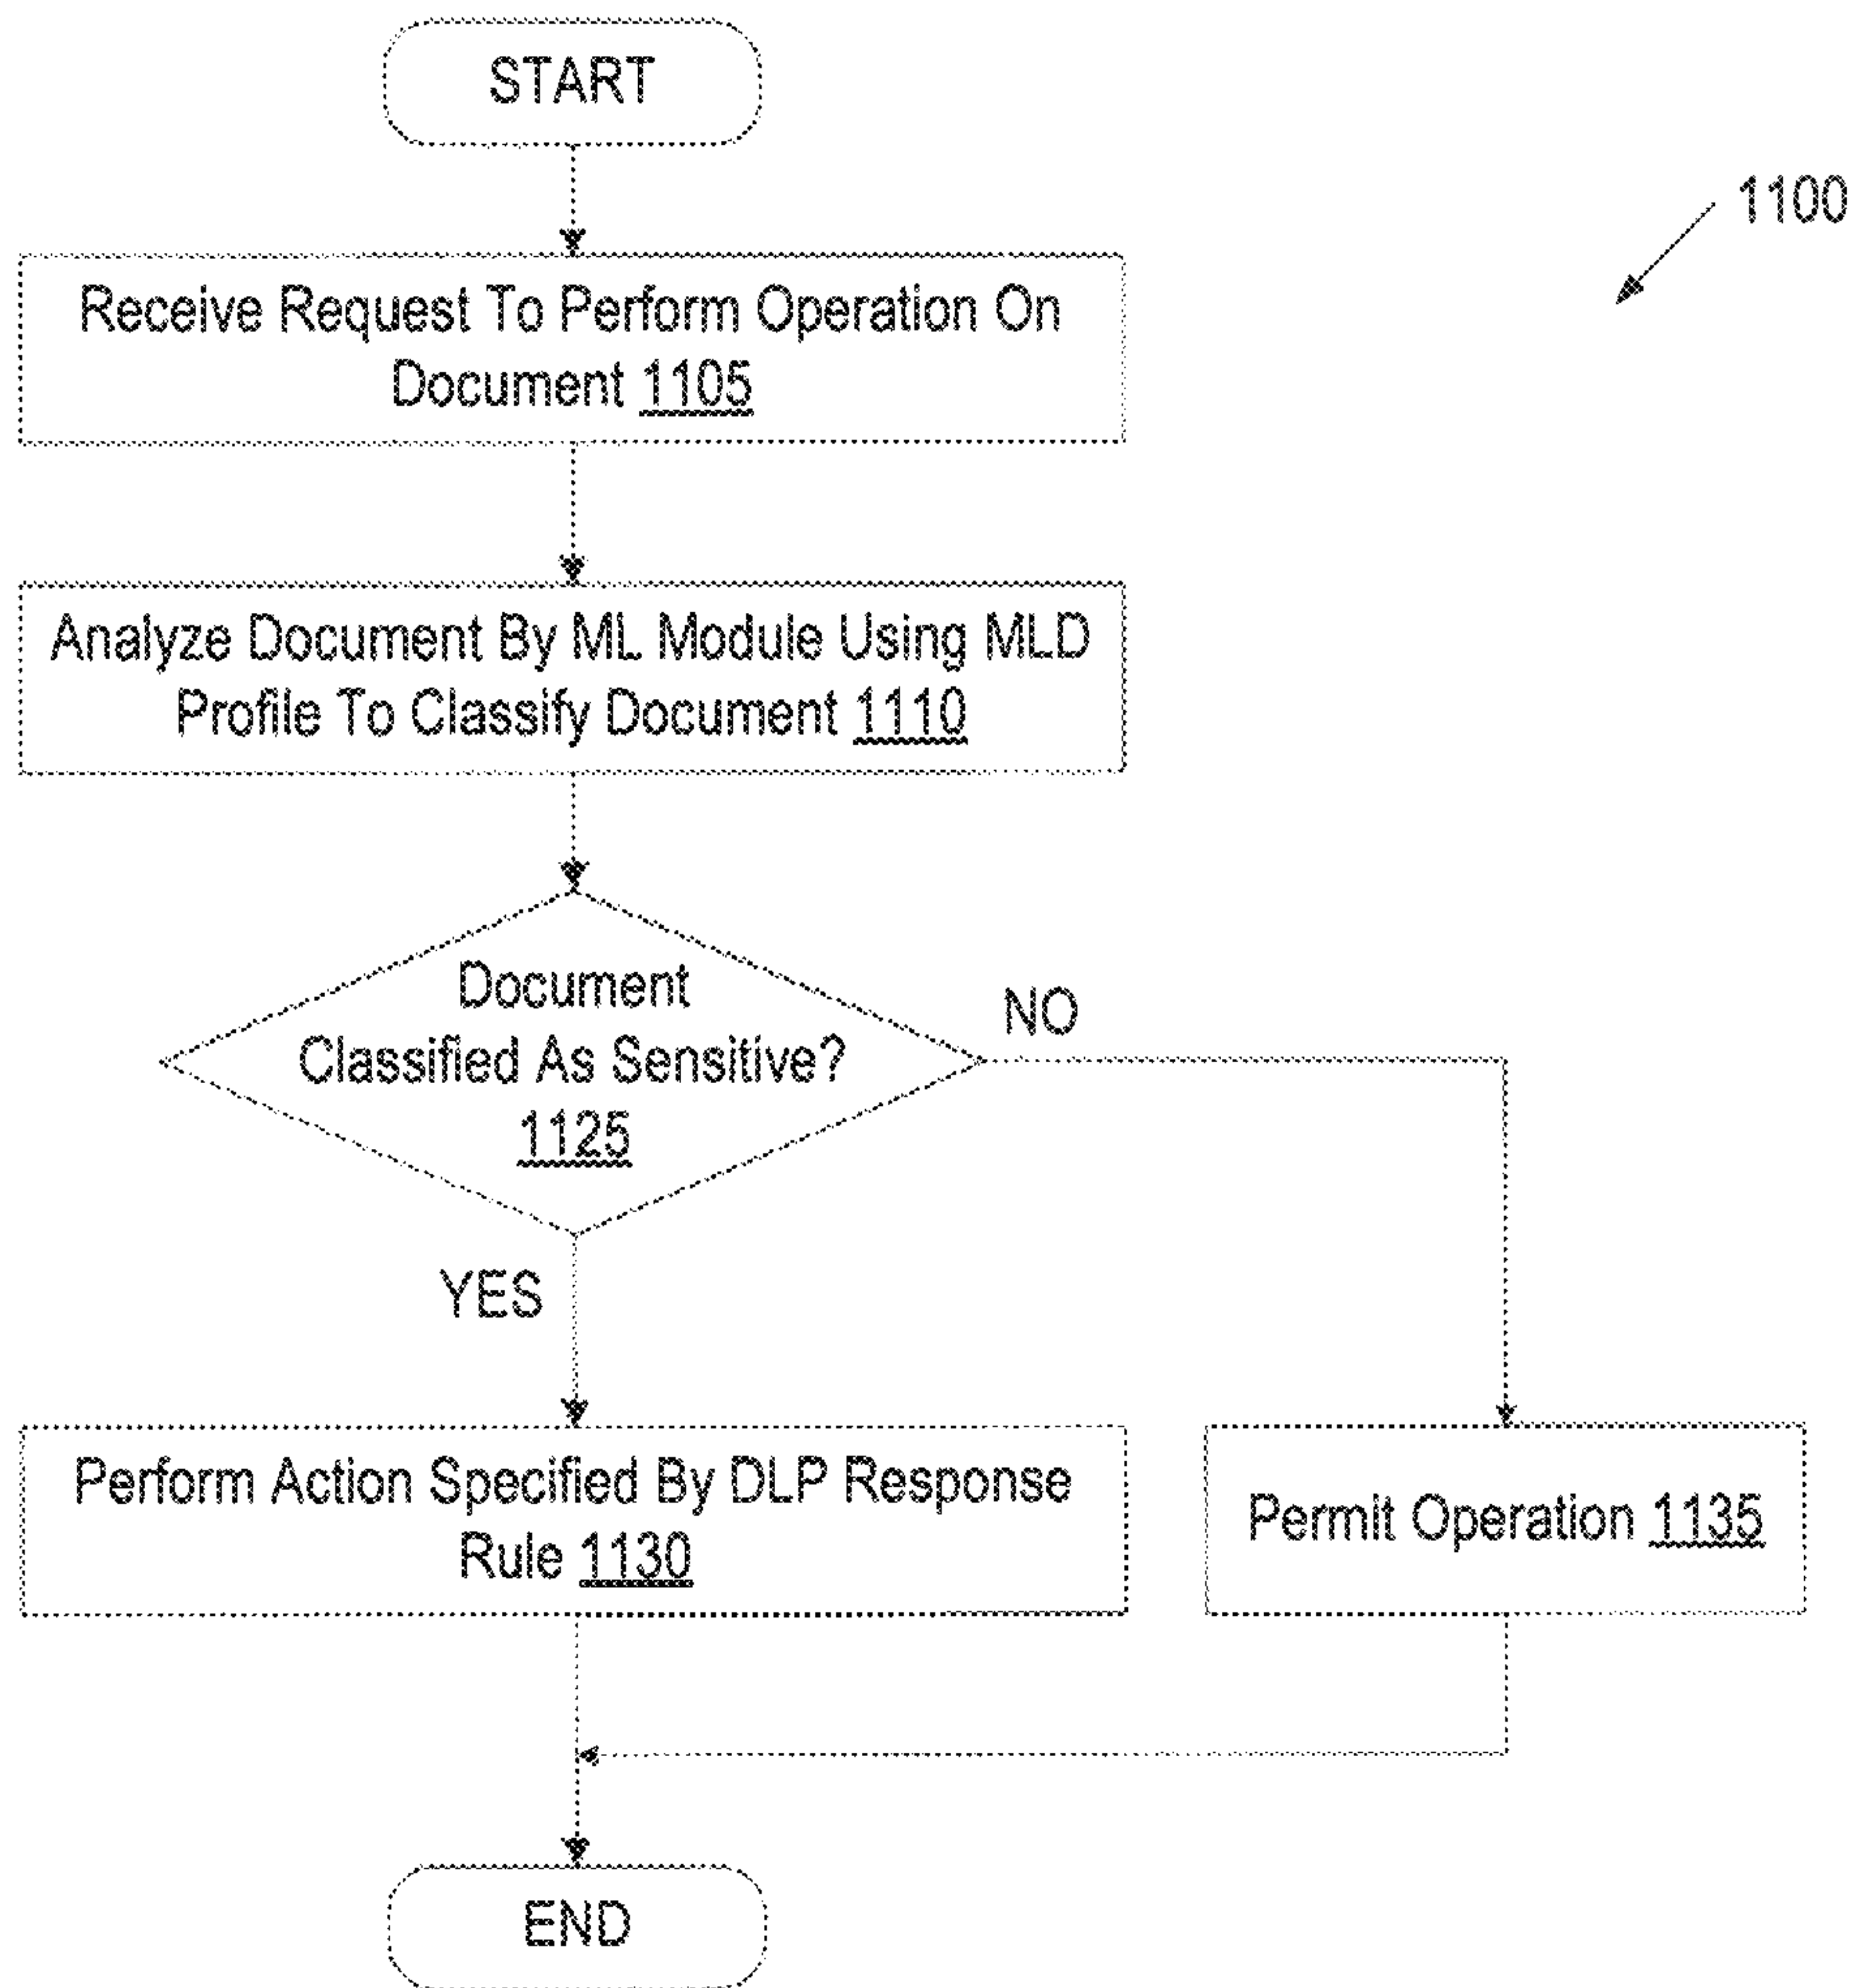 START
1100
Receive Request To Perform Operation On
Document 1105
Analyze Document By ML Module Using MLD
Profile To Classify Document 1110
Document
Classified As Sensitive?
1125
NO
YES
Perform Action Specified By DLP Response
Rule 1130
Permit Operation 1135
END